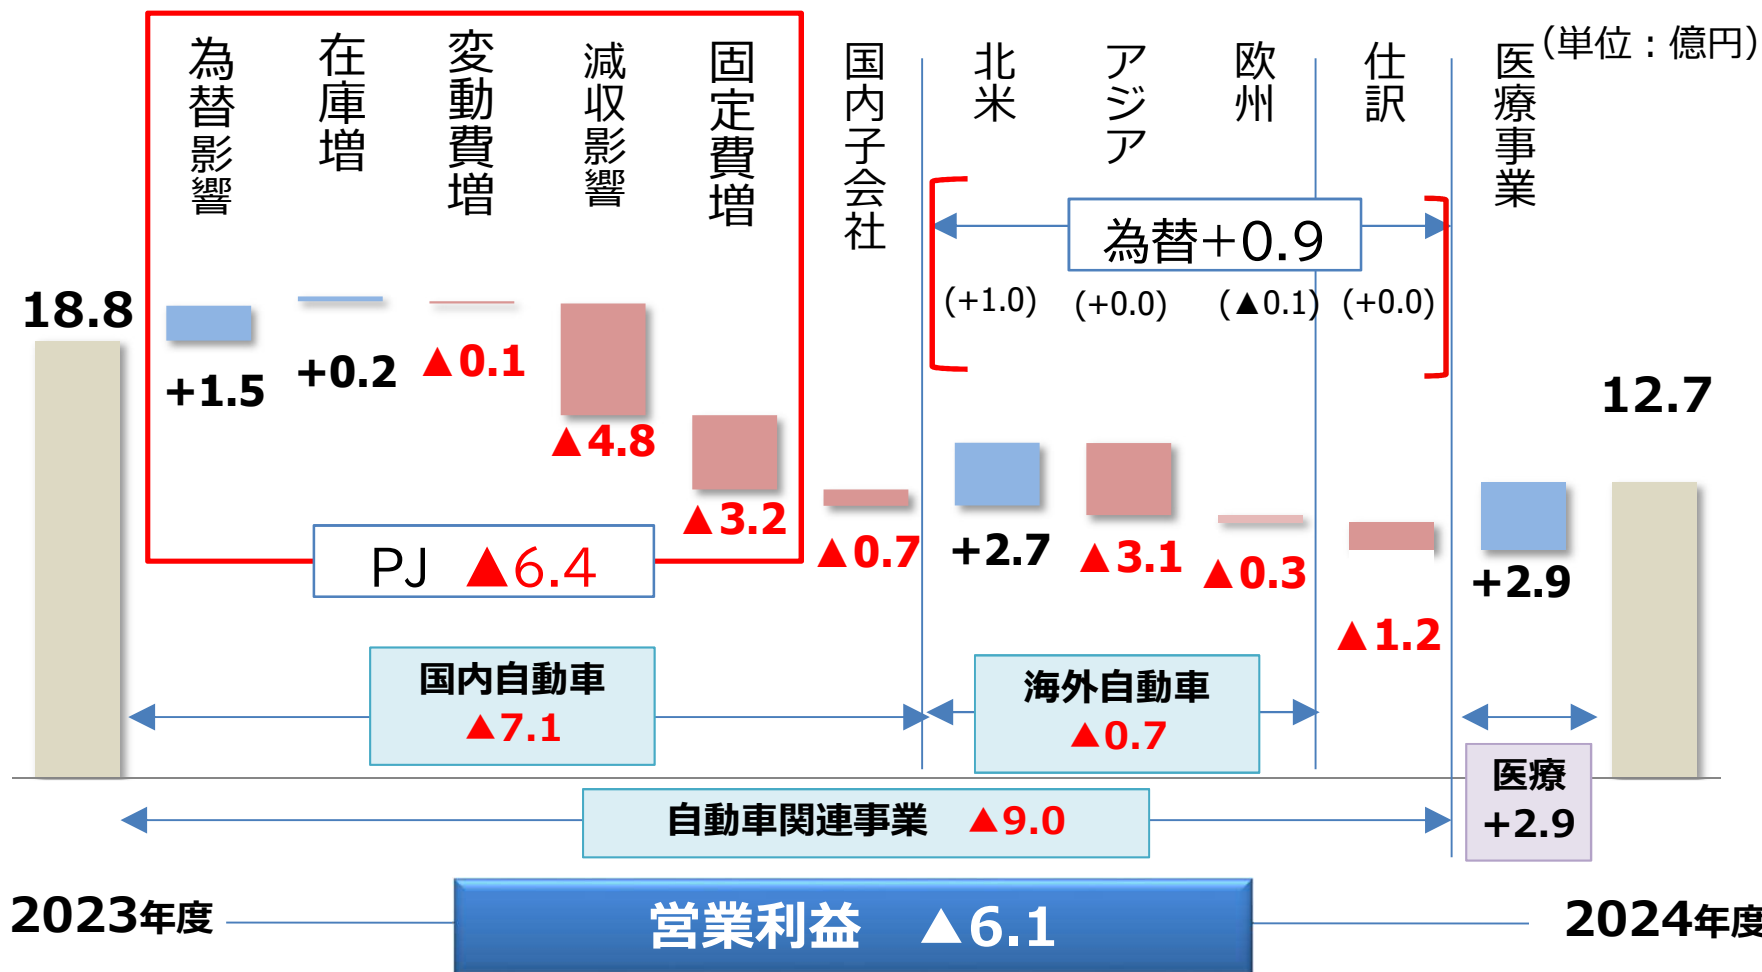 (単位：億円)
為替影響
在庫増
変動費増
減収影響
固定費増
国内子会社
北米
アジア
欧州
仕訳
医療事業
為替+0.9
(+1.0)
(+0.0)
(▲0.1)
(+0.0)
18.8
+1.5
+0.2
▲0.1
▲4.8
▲3.2
▲0.7
+2.7
▲3.1
▲0.3
▲1.2
+2.9
12.7
PJ ▲6.4
国内自動車
▲7.1
海外自動車
▲0.7
医療
+2.9
自動車関連事業 ▲9.0
2023年度
営業利益 ▲6.1
2024年度